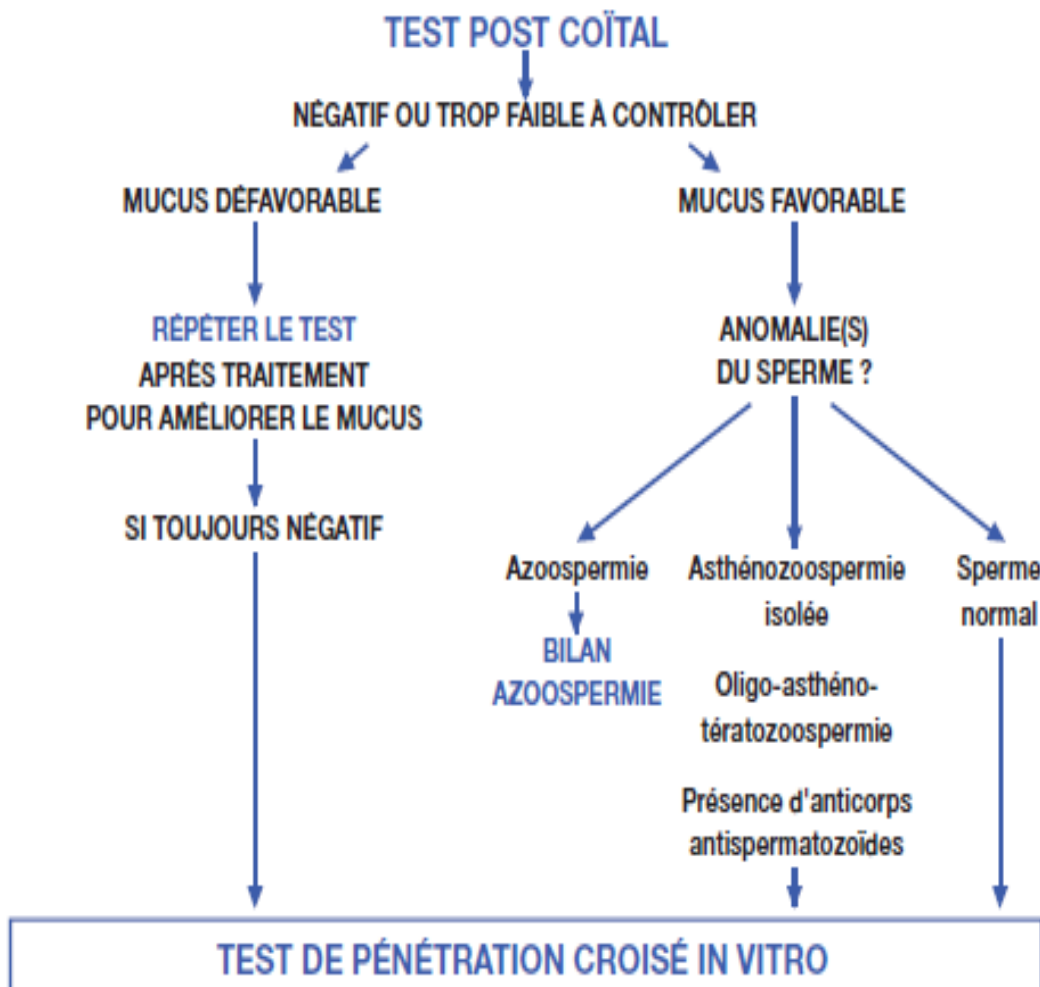 TEST POST COÏTAL
NÉGATIF OU TROP FAIBLE À CONTRÔLER
MUCUS DÉFAVORABLE
MUCUS FAVORABLE
RÉPÉTER LE TEST
APRÈS TRAITEMENT
POUR AMÉLIORER LE MUCUS
ANOMALIE(S)
DU SPERME ?
SI TOUJOURS NÉGATIF
Azoospermie
BILAN
AZOOSPERMIE
Asthénozoospermie
isolée
Oligo-asthéno-
tératozoospermie
Présence d'anticorps
antispermatozoïdes
Sperme
normal
TEST DE PÉNÉTRATION CROISÉ IN VITRO